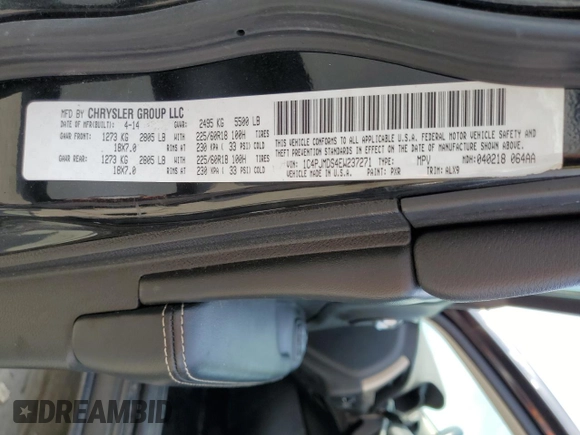 MFD BY CHRYSLER GROUP LLC
DATE OF MFR(BUILT): 4-14 GVWR: 2495 KG 5500 LB
GAWR FRONT: 1273 KG 2805 LB WITH 225/60R18 100H TIRES
18X7.0 RIMS AT 230 KPA ( 33 PSI) COLD
GAWR REAR: 1273 KG 2805 LB WITH 225/60R18 100H TIRES
18X7.0 RIMS AT 230 KPA ( 33 PSI) COLD
THIS VEHICLE CONFORMS TO ALL APPLICABLE U.S.A. FEDERAL MOTOR VEHICLE SAFETY AND
THEFT PREVENTION STANDARDS IN EFFECT ON THE DATE OF MANUFACTURE SHOWN ABOVE.
VIN: 1C4PJMDS4EW237271 TYPE: MPV MDH: 040218 064AA
VEHICLE MADE IN U.S.A. PAINT: PXR TRIM: ALX9
DREAMBID